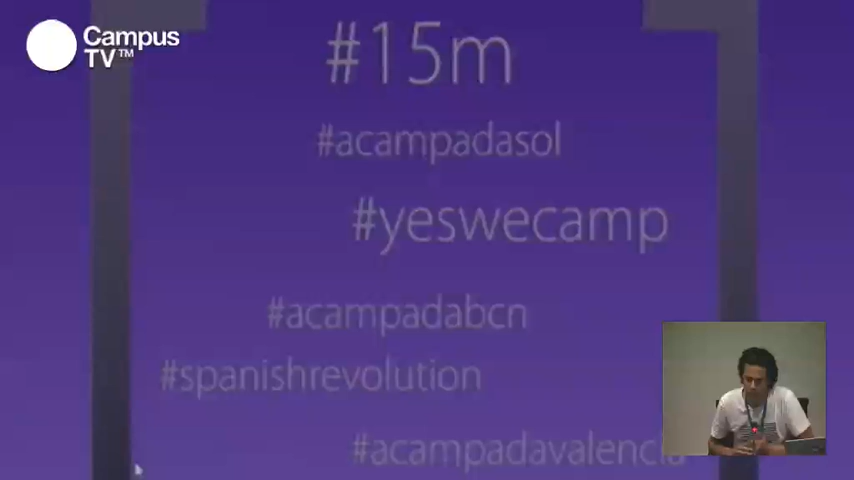 Campus
TV™
#15m
#acampadasol
#yeswecamp
#acampadabcn
#spanishrevolution
#acampadavalencia